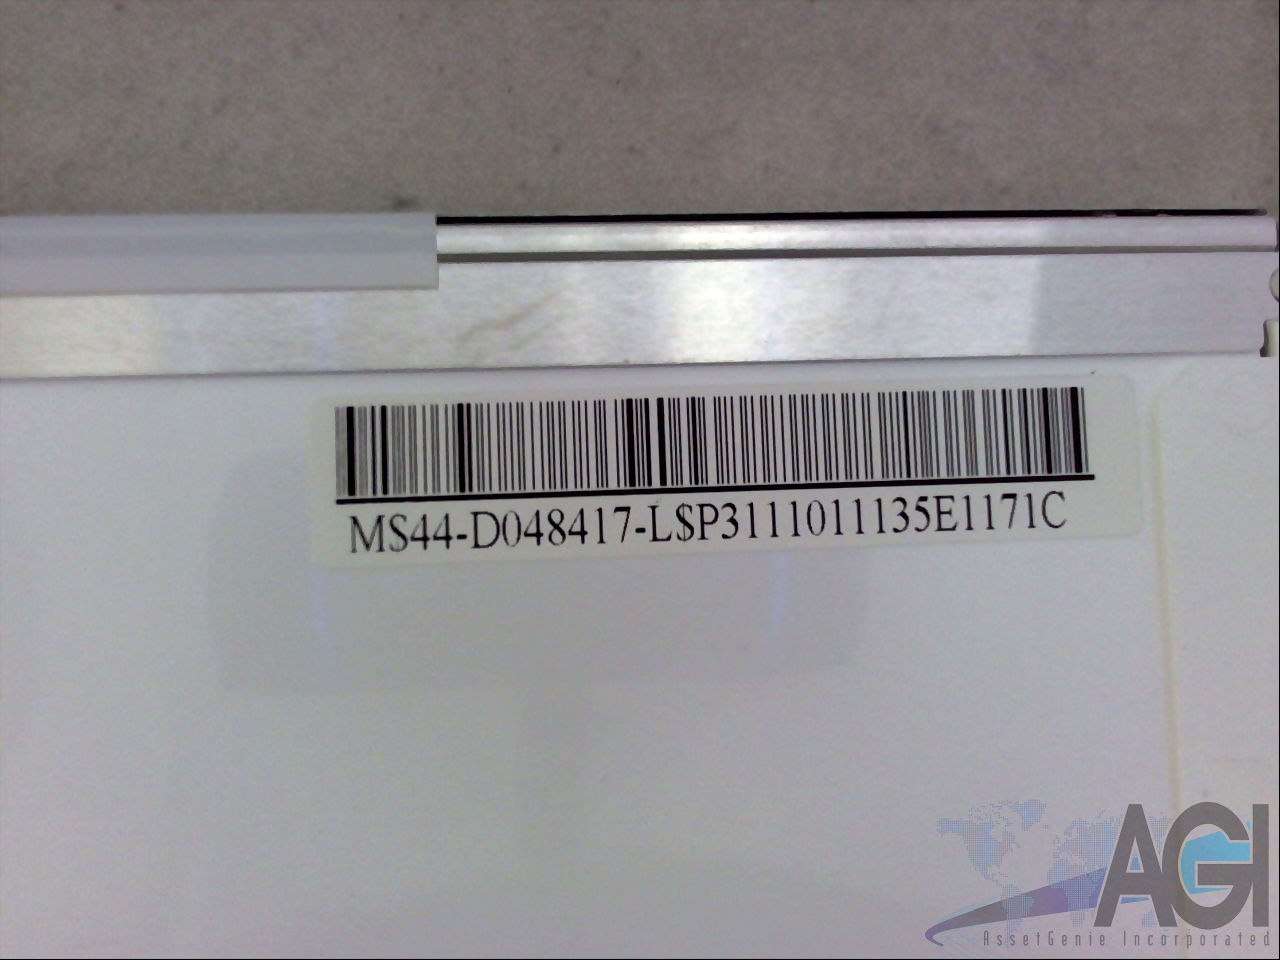 MS44-D048417-L$P3111011135E1171C
AGI
AssetGenie Incorporated